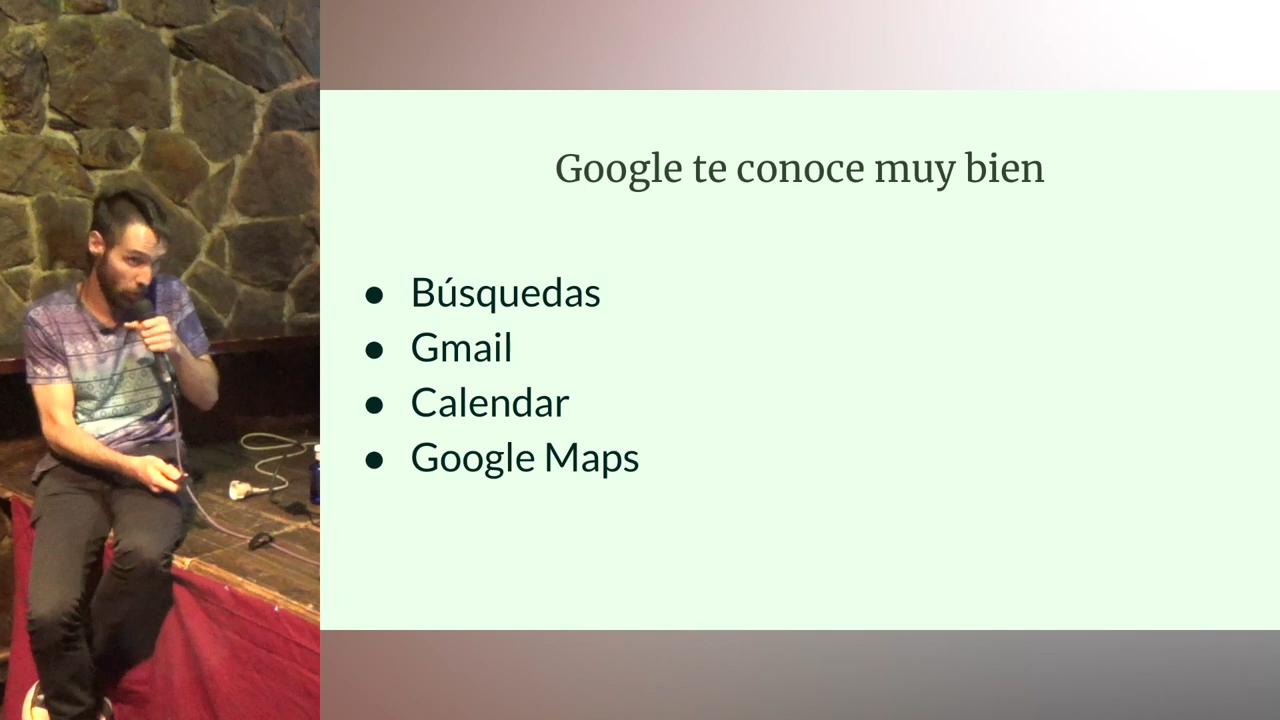 Google te conoce muy bien
● Búsquedas
● Gmail
● Calendar
● Google Maps